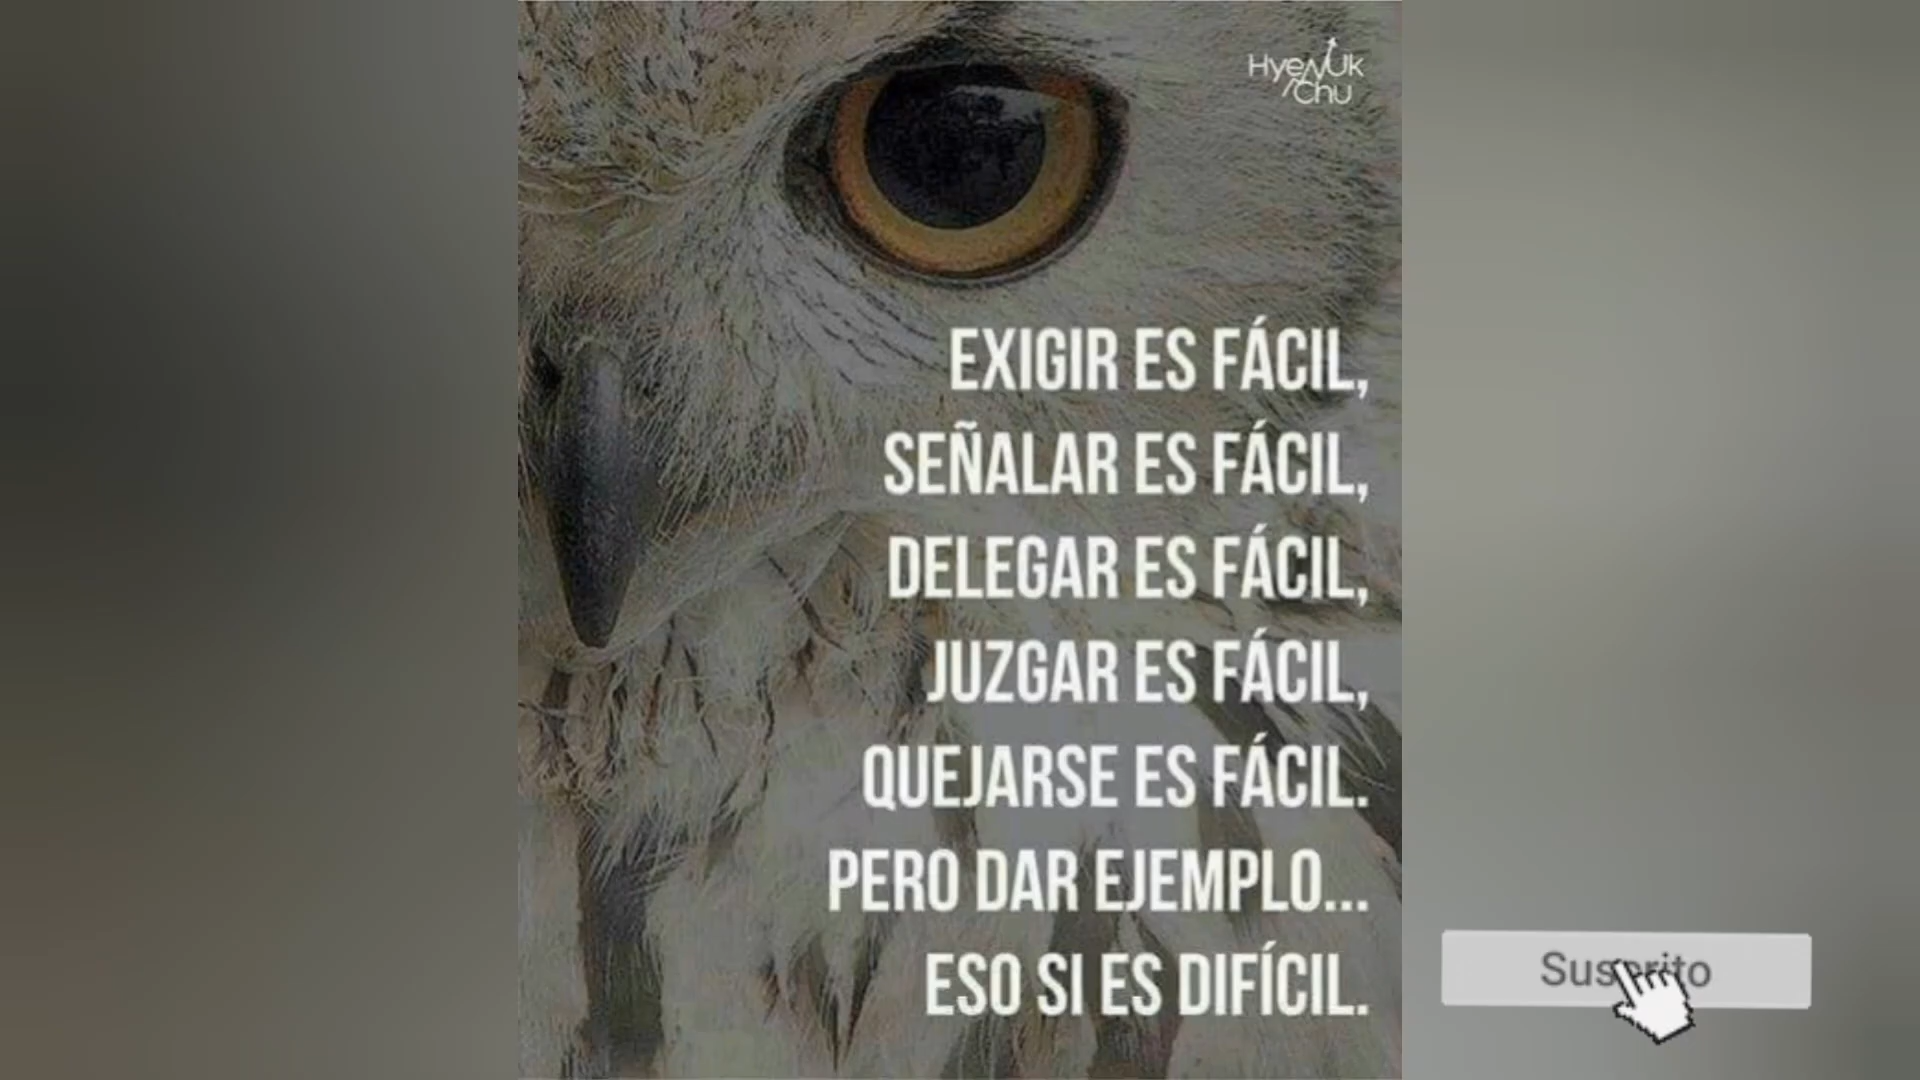 HyenUk
Chu
EXIGIR ES FÁCIL,
SEÑALAR ES FÁCIL,
DELEGAR ES FÁCIL,
JUZGAR ES FÁCIL,
QUEJARSE ES FÁCIL.
PERO DAR EJEMPLO...
ESO SI ES DIFÍCIL.
Suscrito